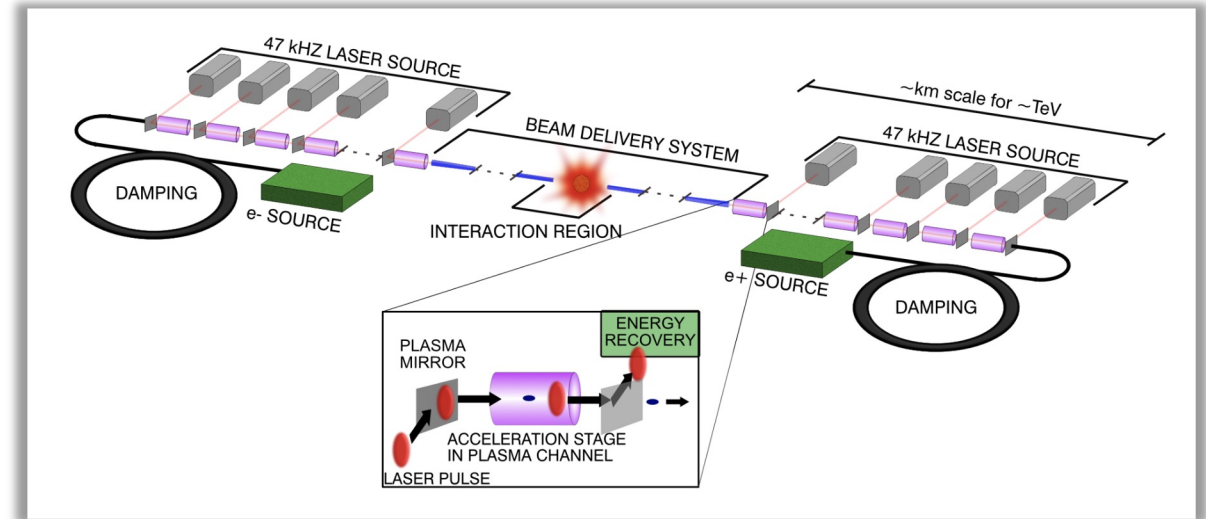 47 kHZ LASER SOURCE
~km scale for ~TeV
BEAM DELIVERY SYSTEM
47 kHZ LASER SOURCE
DAMPING
e- SOURCE
INTERACTION REGION
e+ SOURCE
DAMPING
ENERGY
RECOVERY
PLASMA
MIRROR
ACCELERATION STAGE
IN PLASMA CHANNEL
LASER PULSE